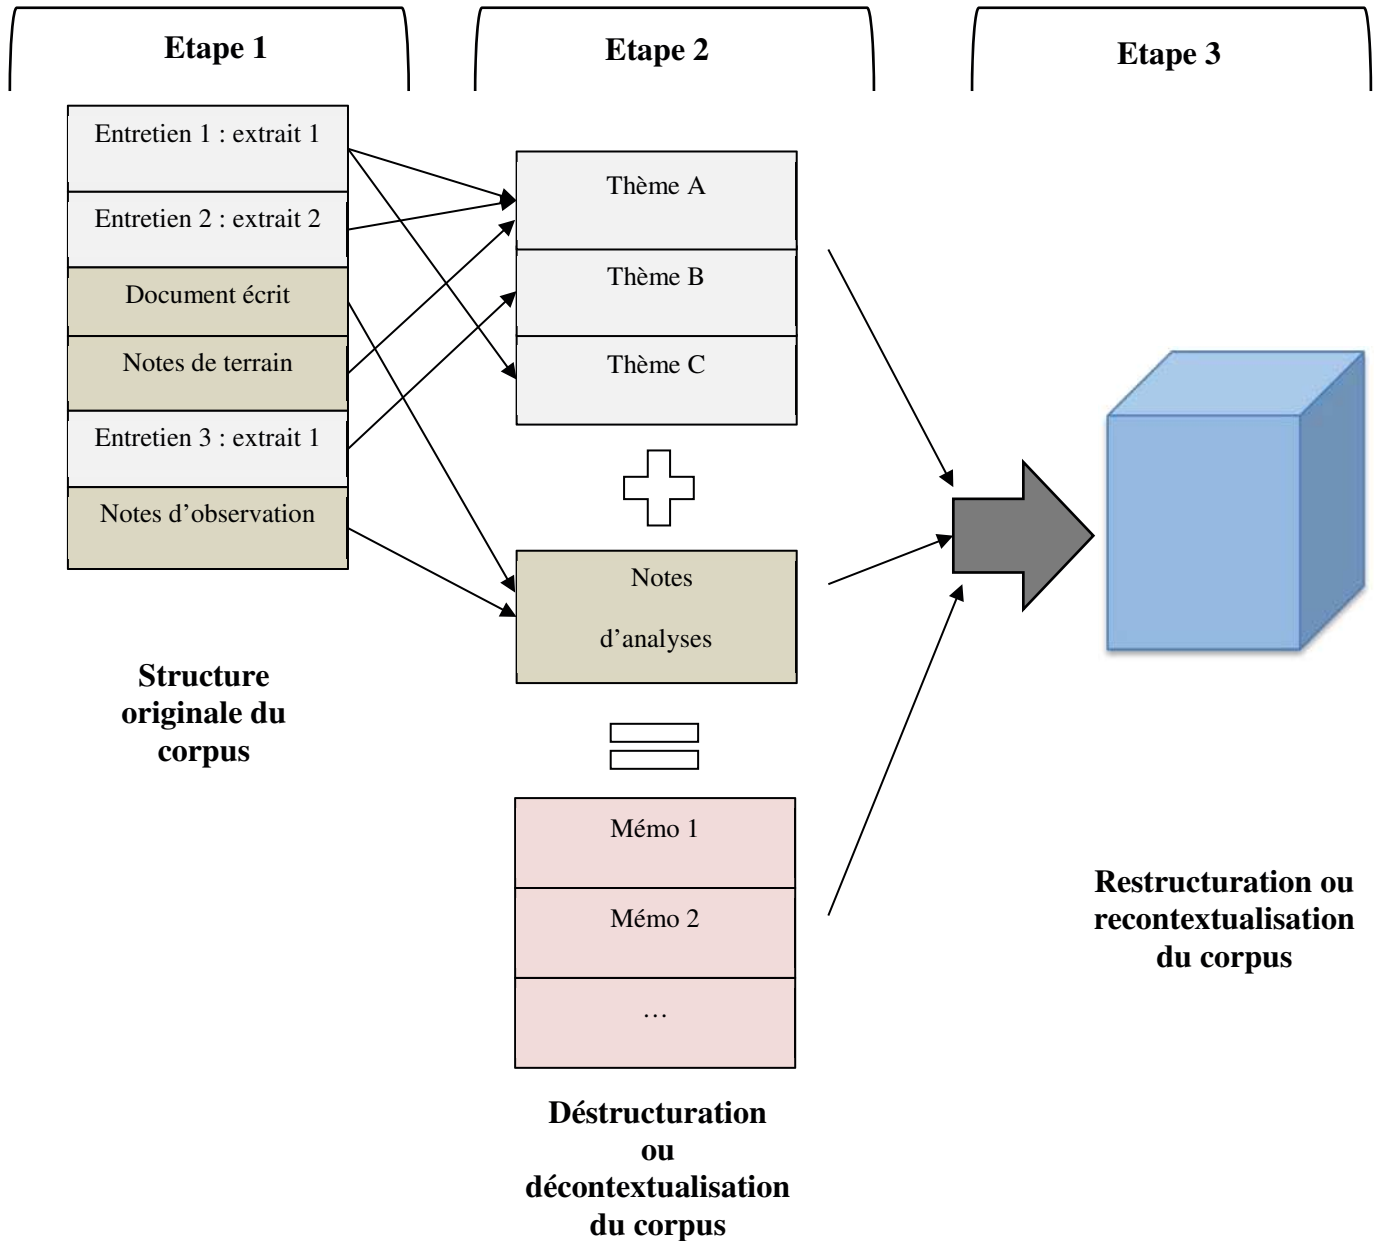 Etape 1
Etape 2
Etape 3
Entretien 1 : extrait 1
Entretien 2 : extrait 2
Document écrit
Notes de terrain
Entretien 3 : extrait 1
Notes d’observation
Structure
originale du
corpus
Thème A
Thème B
Thème C
Notes
d’analyses
Mémo 1
Mémo 2
…
Déstructuration
ou
décontextualisation
du corpus
Restructuration ou
recontextualisation
du corpus